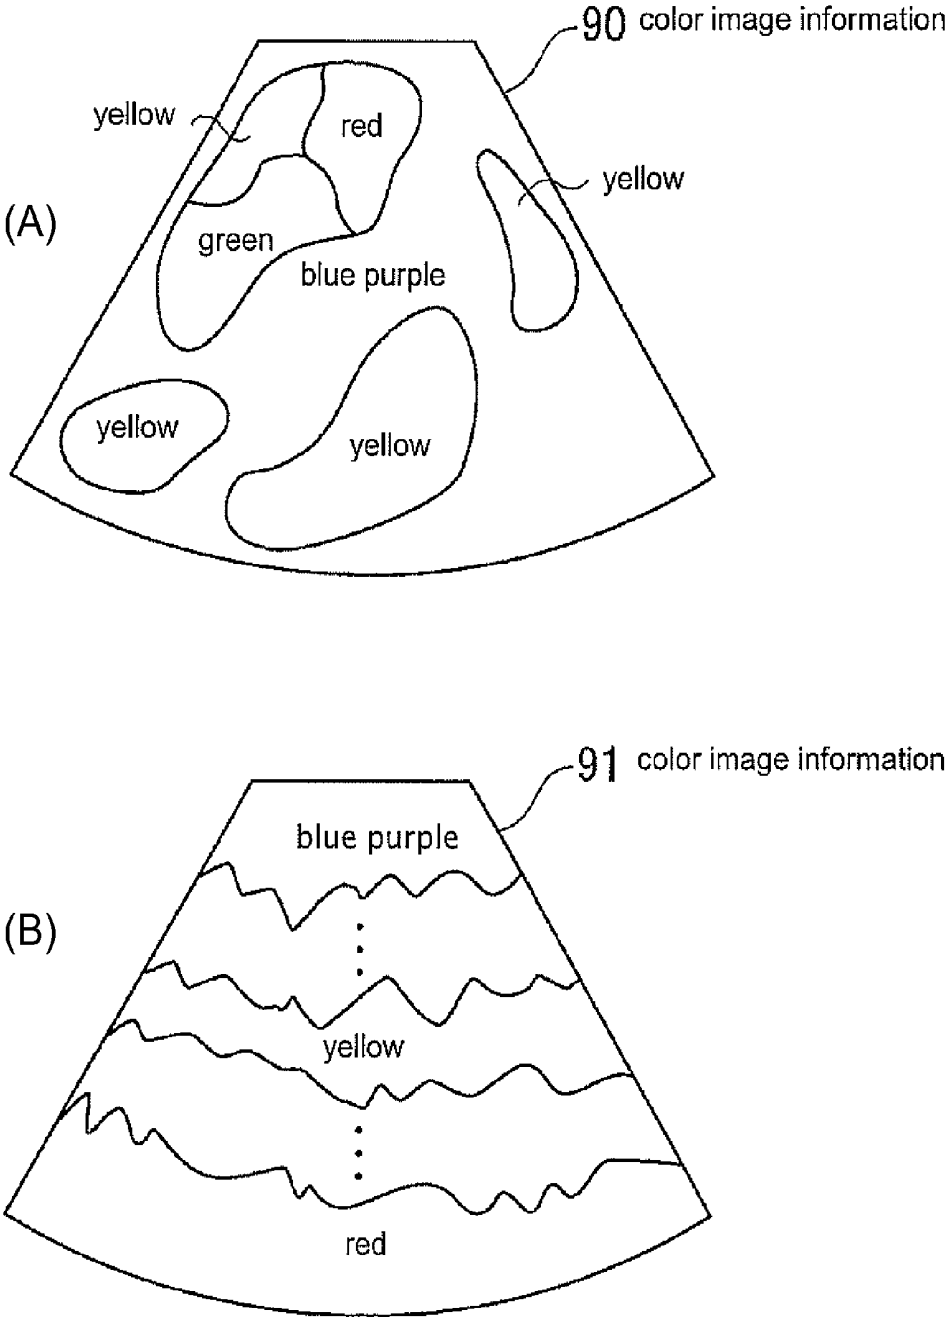 90 color image information
yellow
red
yellow
(A)
green
blue purple
yellow
yellow
91 color image information
blue purple
(B)
yellow
red